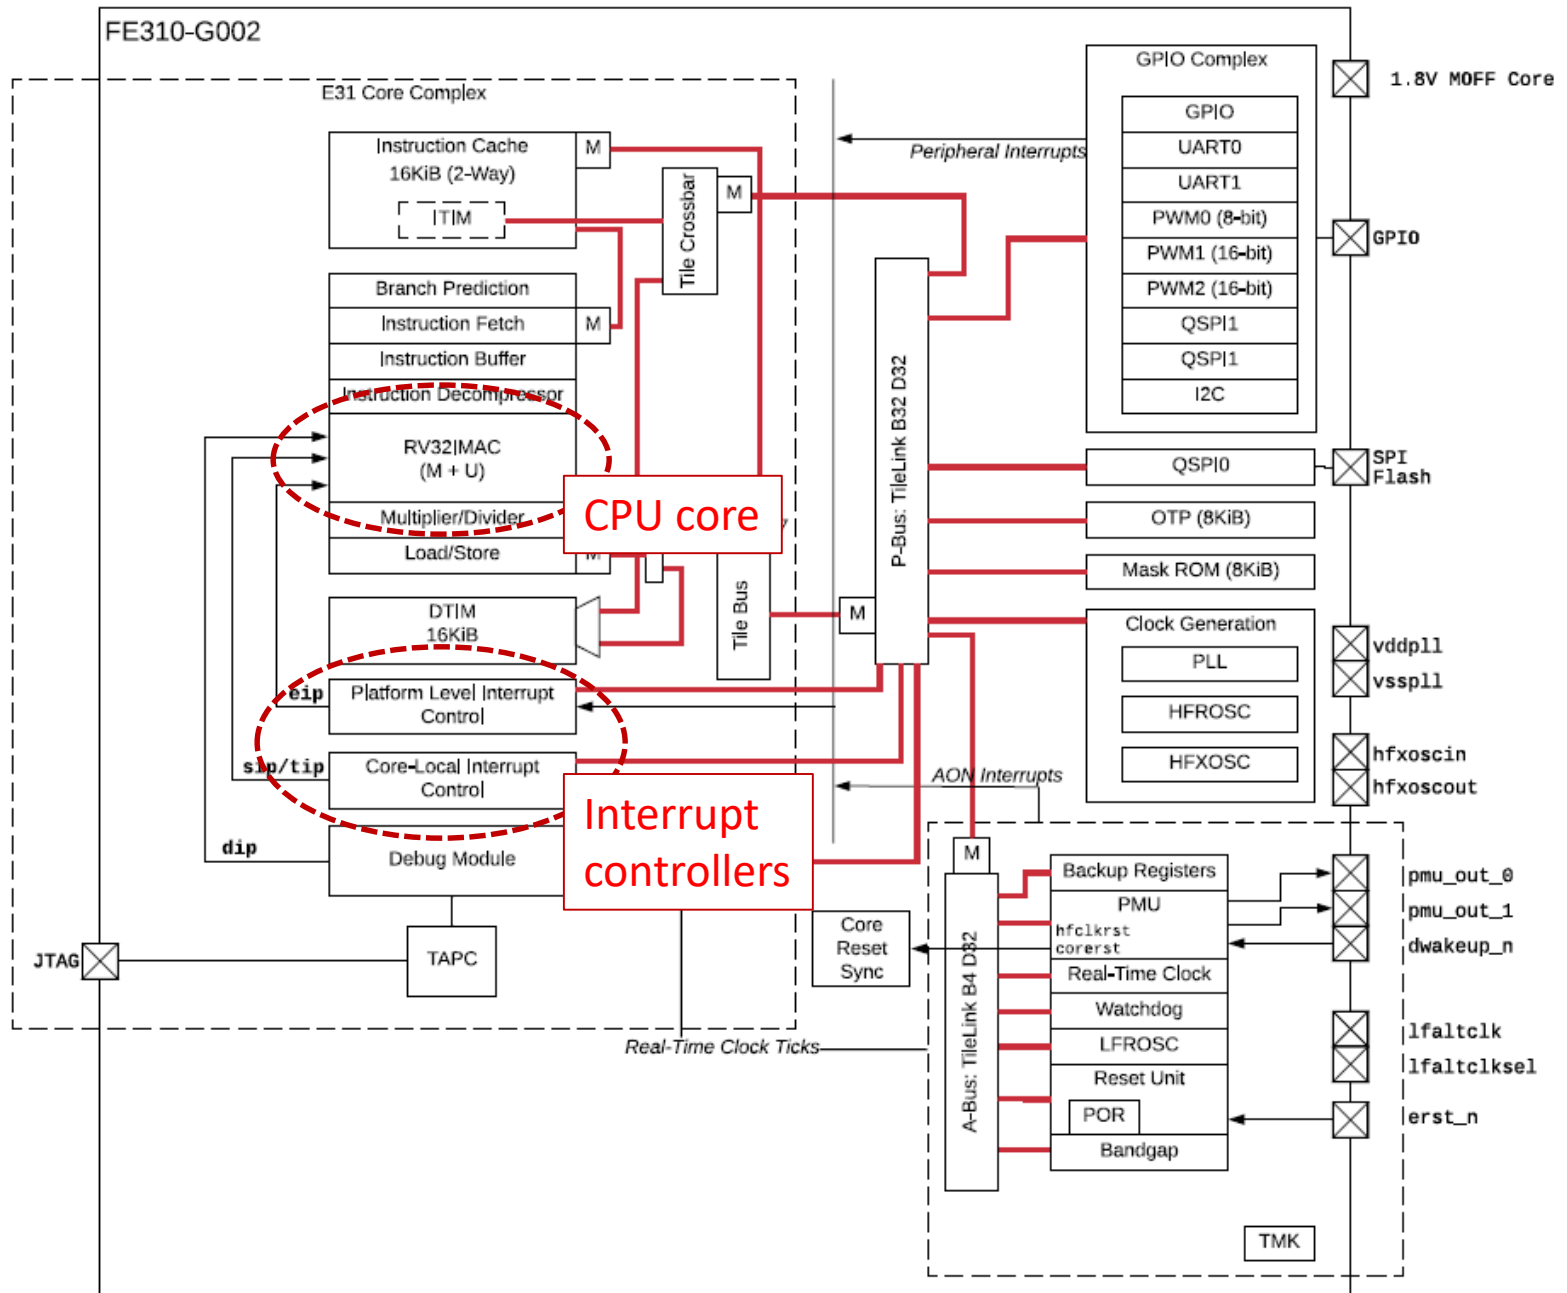 FE310-G002
E31 Core Complex
Instruction Cache
16KiB (2-Way)
M
ITIM
Tile Crossbar
M
Branch Prediction
Instruction Fetch
M
Instruction Buffer
Instruction Decompressor
RV32IMAC
(M + U)
Multiplier/Divider
Load/Store
CPU core
DTIM
16KiB
Tile Bus
M
eip
Platform Level Interrupt
Control
sip/tip
Core-Local Interrupt
Control
Interrupt
controllers
dip
Debug Module
JTAG
TAPC
Real-Time Clock Ticks
Peripheral Interrupts
P-Bus: TileLink B32 D32
AON Interrupts
GPIO Complex
GPIO
UART0
UART1
PWM0 (8-bit)
PWM1 (16-bit)
PWM2 (16-bit)
QSPI1
QSPI1
I2C
QSPI0
OTP (8KiB)
Mask ROM (8KiB)
Clock Generation
PLL
HFROSC
HFXOSC
M
A-Bus: TileLink B4 D32
Core
Reset
Sync
Backup Registers
PMU
hfclkrst
corerst
Real-Time Clock
Watchdog
LFROSC
Reset Unit
POR
Bandgap
TMK
1.8V MOFF Core
GPIO
SPI
Flash
vddpll
vsspll
hfxoscin
hfxoscout
pmu_out_0
pmu_out_1
dwakeup_n
lfaltclk
lfaltclksel
erst_n